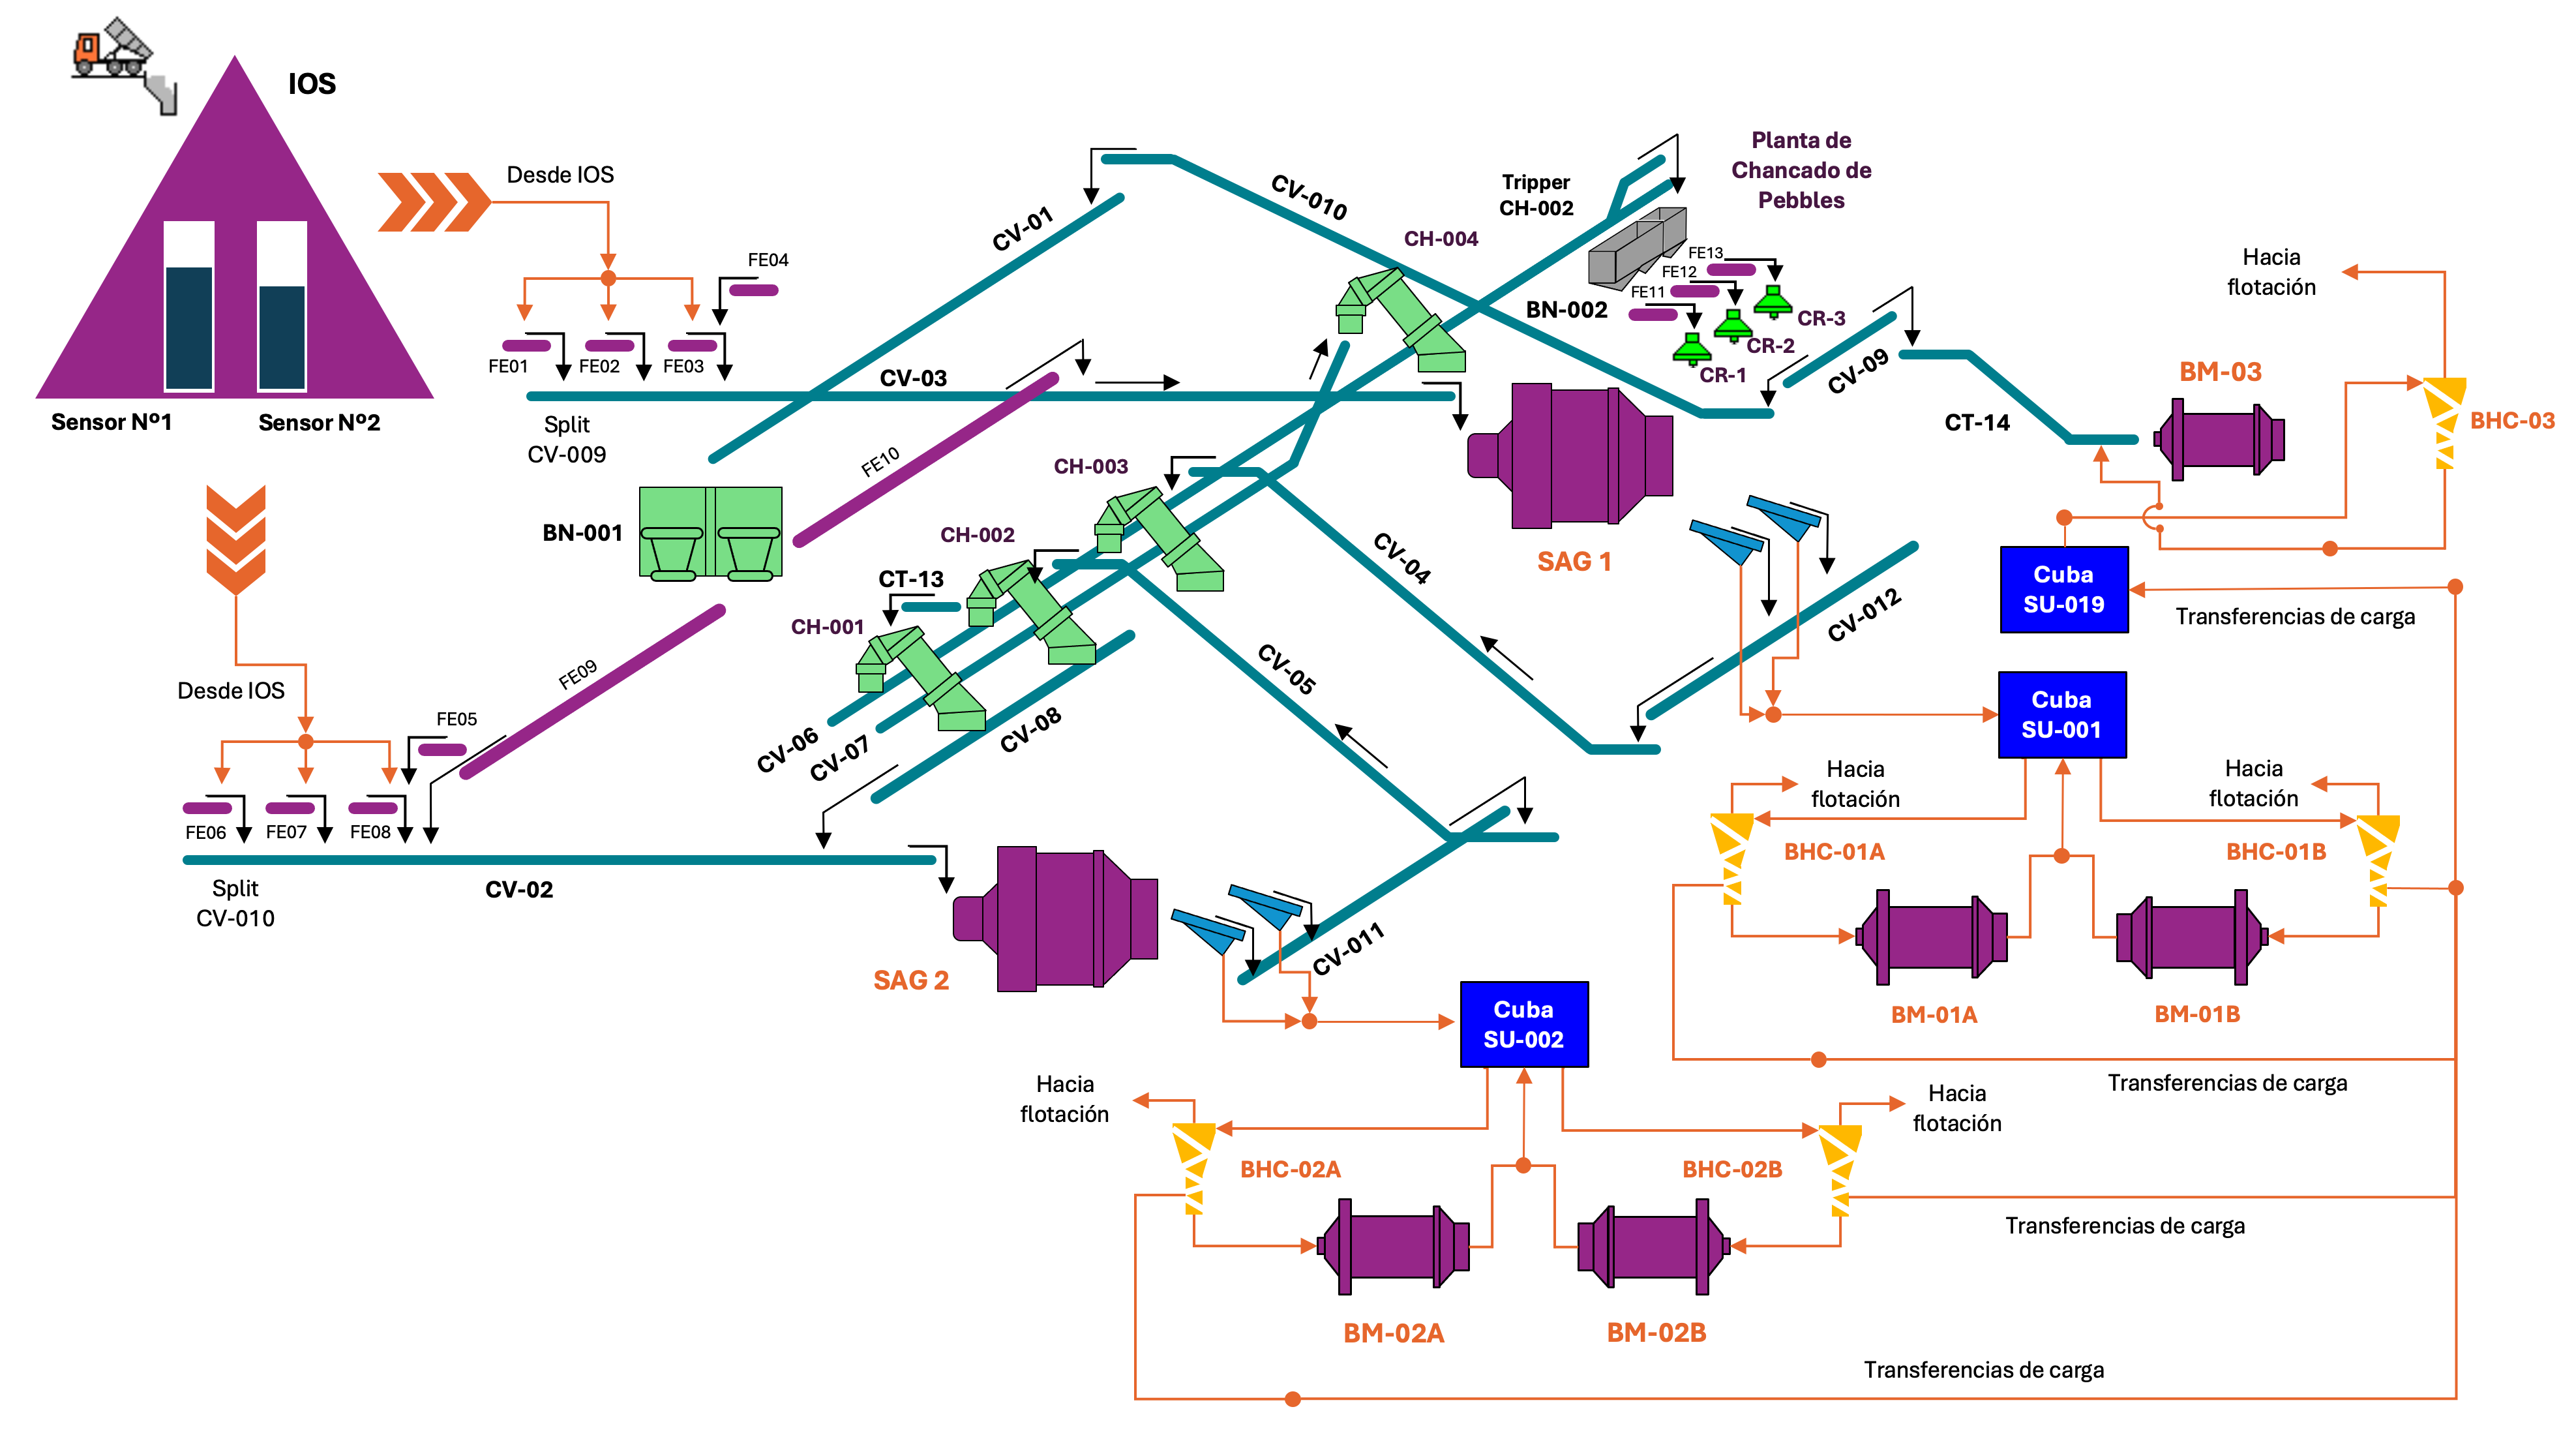 IOS
Sensor Nº1
Sensor Nº2
Desde IOS
FE04
FE01
FE02
FE03
CV-03
Split
CV-009
CV-01
CV-010
Tripper
CH-002
Planta de
Chancado de
Pebbles
CH-004
FE13
FE12
FE11
BN-002
CR-3
CR-2
CR-1
CV-09
CT-14
Hacia
flotación
BM-03
BHC-03
FE10
BN-001
CH-003
CH-002
CT-13
CH-001
SAG 1
CV-04
CV-012
Cuba
SU-019
Transferencias de carga
Desde IOS
FE09
FE05
FE06
FE07
FE08
CV-06
CV-07
CV-08
CV-05
Cuba
SU-001
Hacia
flotación
Hacia
flotación
BHC-01A
BHC-01B
Split
CV-010
CV-02
SAG 2
CV-011
BM-01A
BM-01B
Cuba
SU-002
Transferencias de carga
Hacia
flotación
Hacia
flotación
BHC-02A
BHC-02B
Transferencias de carga
BM-02A
BM-02B
Transferencias de carga